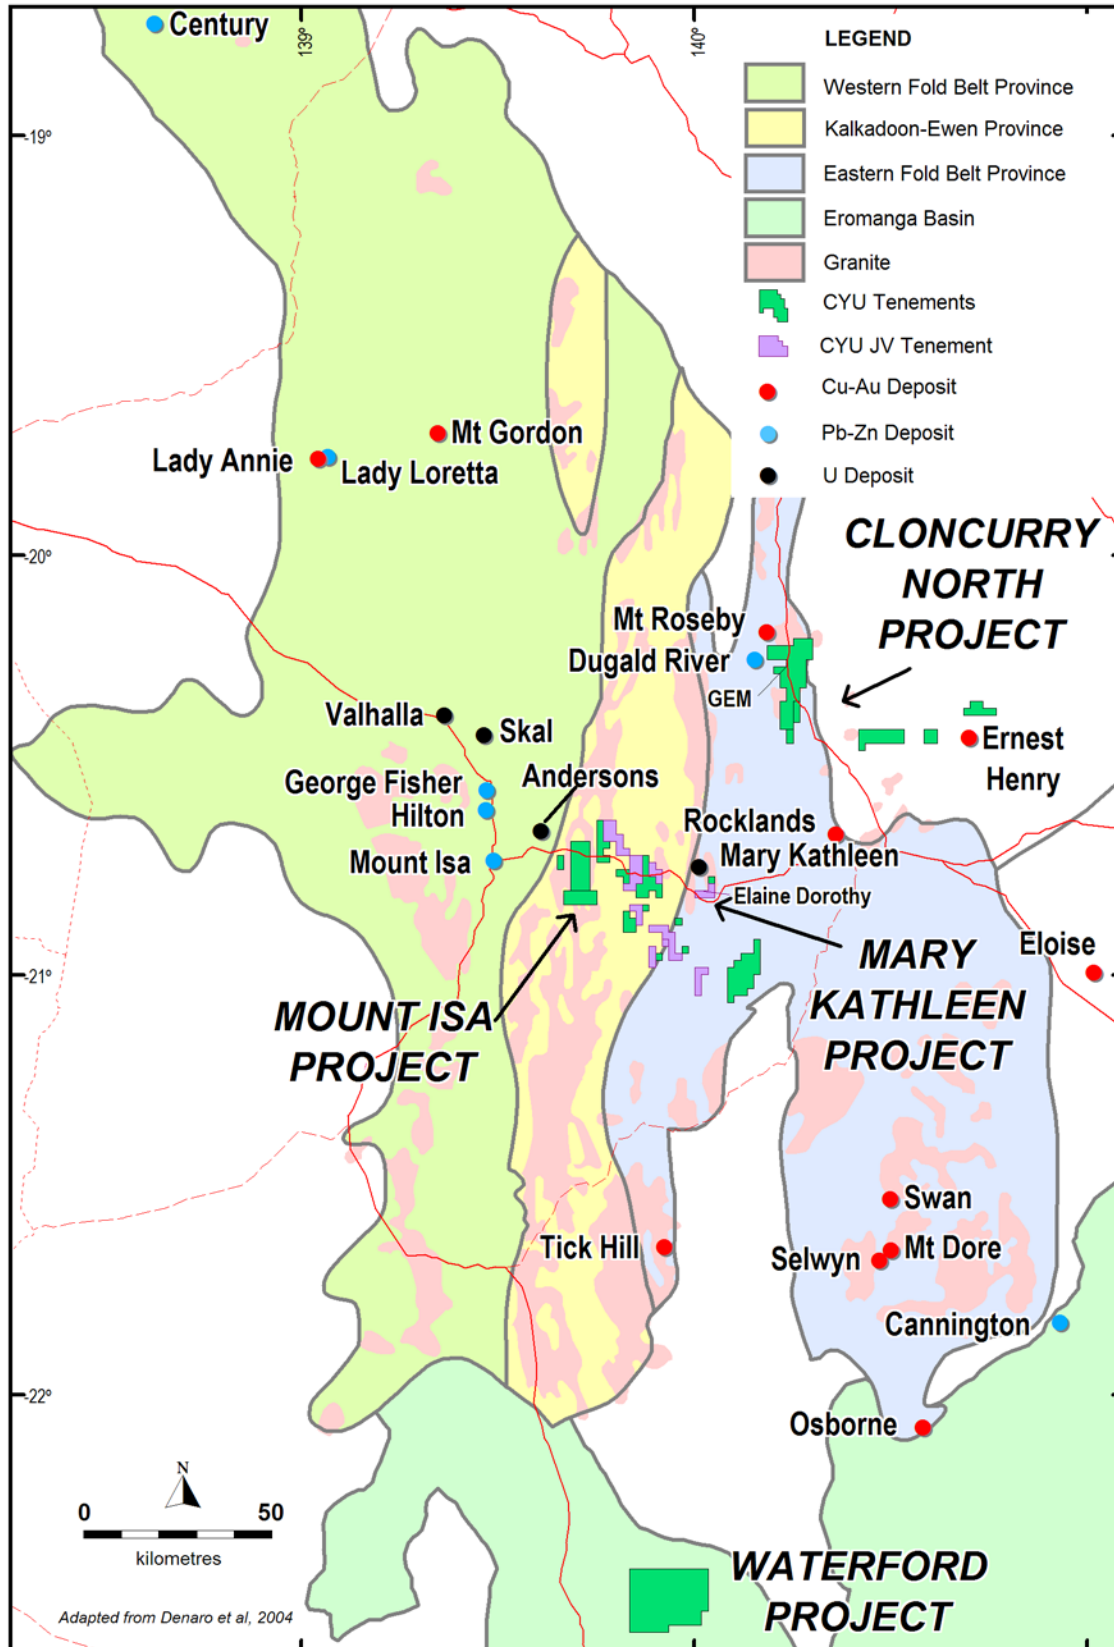 Century
139°
140°
LEGEND
Western Fold Belt Province
Kalkadoon-Ewen Province
Eastern Fold Belt Province
Eromanga Basin
Granite
CYU Tenements
CYU JV Tenement
Cu-Au Deposit
Pb-Zn Deposit
U Deposit
-19°
Mt Gordon
Lady Annie
Lady Loretta
-20°
CLONCURRY
NORTH
PROJECT
Mt Roseby
Dugald River
GEM
Valhalla
Skal
Ernest
Henry
George Fisher
Hilton
Andersons
Mount Isa
Rocklands
Mary Kathleen
Elaine Dorothy
Eloise
-21°
MOUNT ISA
PROJECT
MARY
KATHLEEN
PROJECT
Swan
Tick Hill
Selwyn
Mt Dore
Cannington
-22°
Osborne
N
0
50
kilometres
Adapted from Denaro et al, 2004
WATERFORD
PROJECT